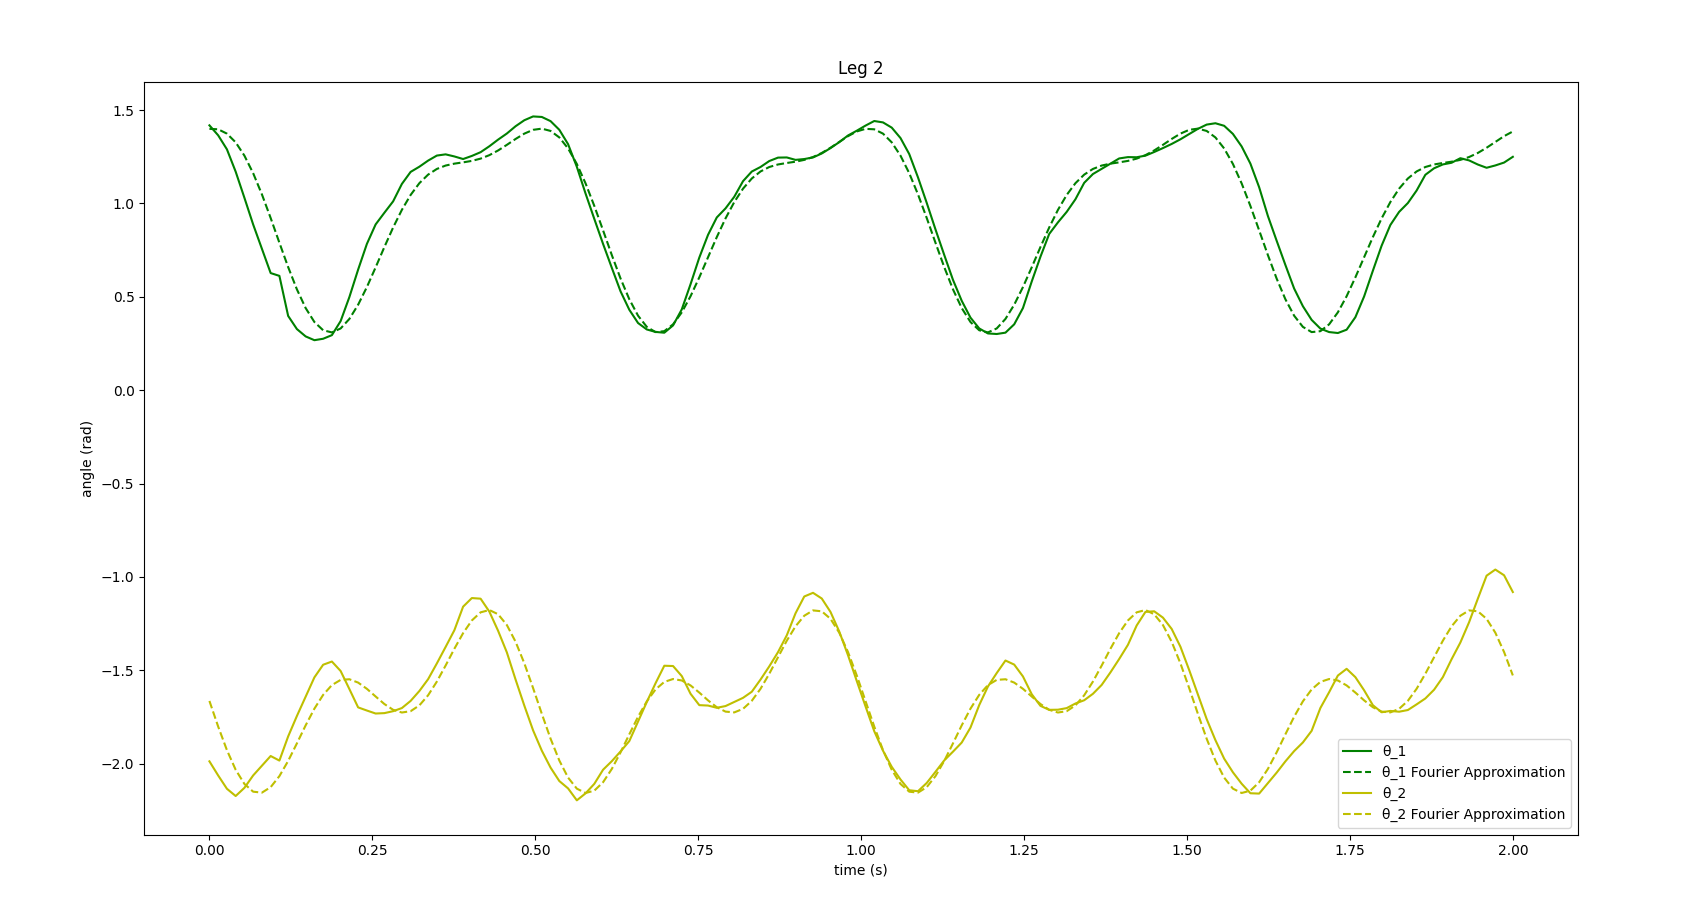 Leg 2
angle (rad)
1.5
1.0
0.5
0.0
−0.5
−1.0
−1.5
−2.0
θ_1
θ_1 Fourier Approximation
θ_2
θ_2 Fourier Approximation
0.00 0.25 0.50 0.75 1.00 1.25 1.50 1.75 2.00
time (s)